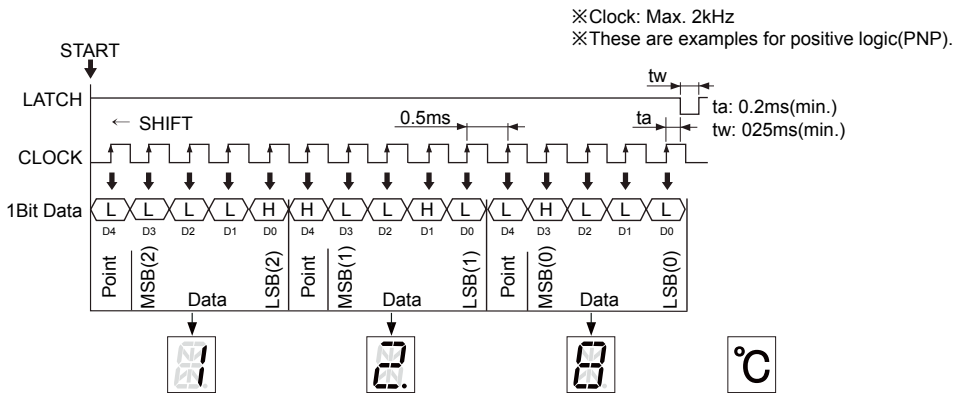 ※Clock: Max. 2kHz
※These are examples for positive logic(PNP).
START
tw
LATCH
ta: 0.2ms(min.)
← SHIFT
0.5ms
ta
tw: 025ms(min.)
CLOCK
1Bit Data L L L L H H L L H L L H L L L
D4 D3 D2 D1 D0 D4 D3 D2 D1 D0 D4 D3 D2 D1 D0
Point MSB(2) Data LSB(2) Point MSB(1) Data LSB(1) Point MSB(0) Data LSB(0)
1 2. 8 °C